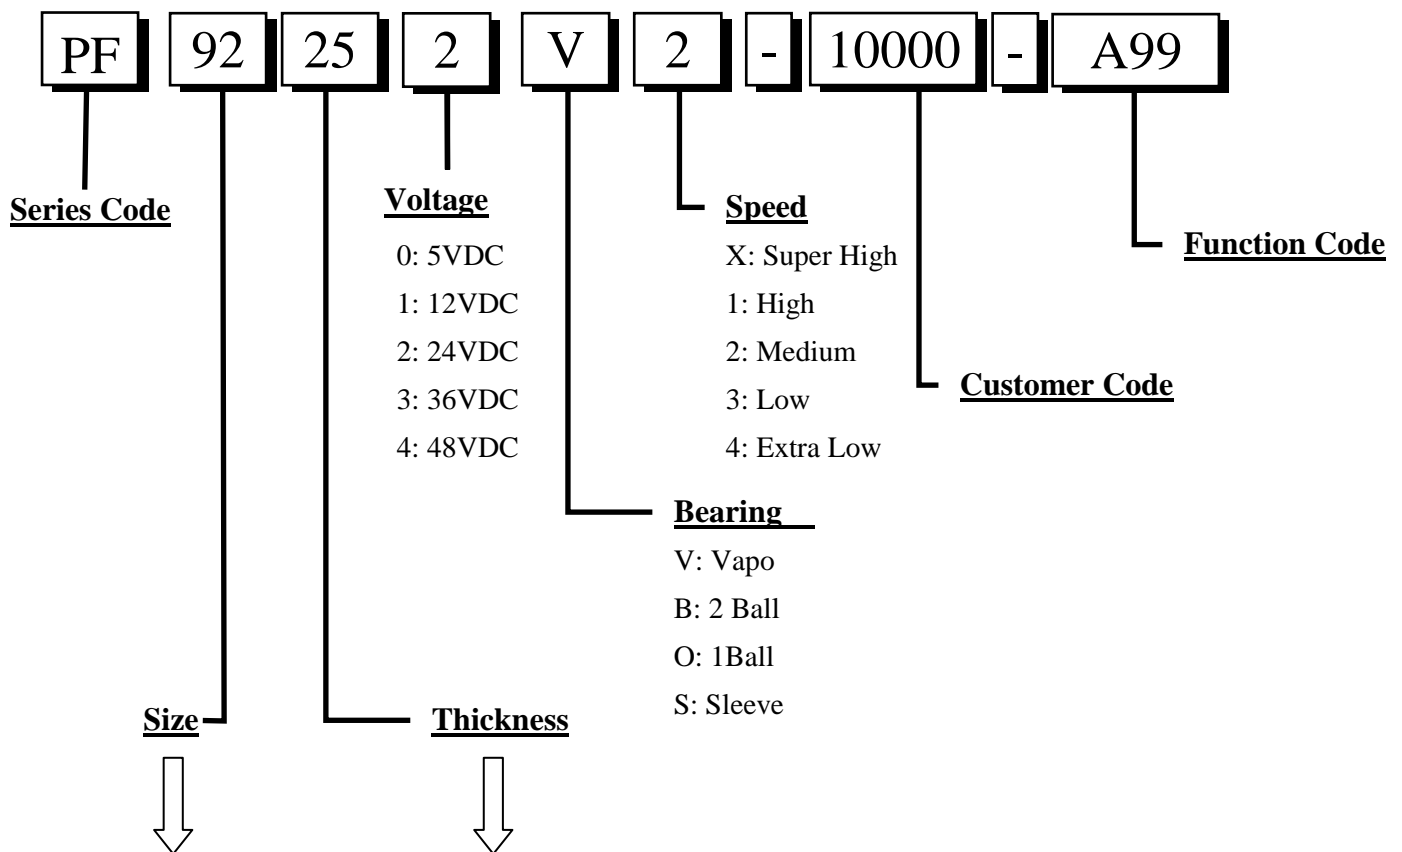 PF 92 25 2 V 2 - 10000 - A99
Series Code
Voltage
0: 5VDC
1: 12VDC
2: 24VDC
3: 36VDC
4: 48VDC
Speed
X: Super High
1: High
2: Medium
3: Low
4: Extra Low
Function Code
Customer Code
Bearing
V: Vapo
B: 2 Ball
O: 1Ball
S: Sleeve
Size
Thickness